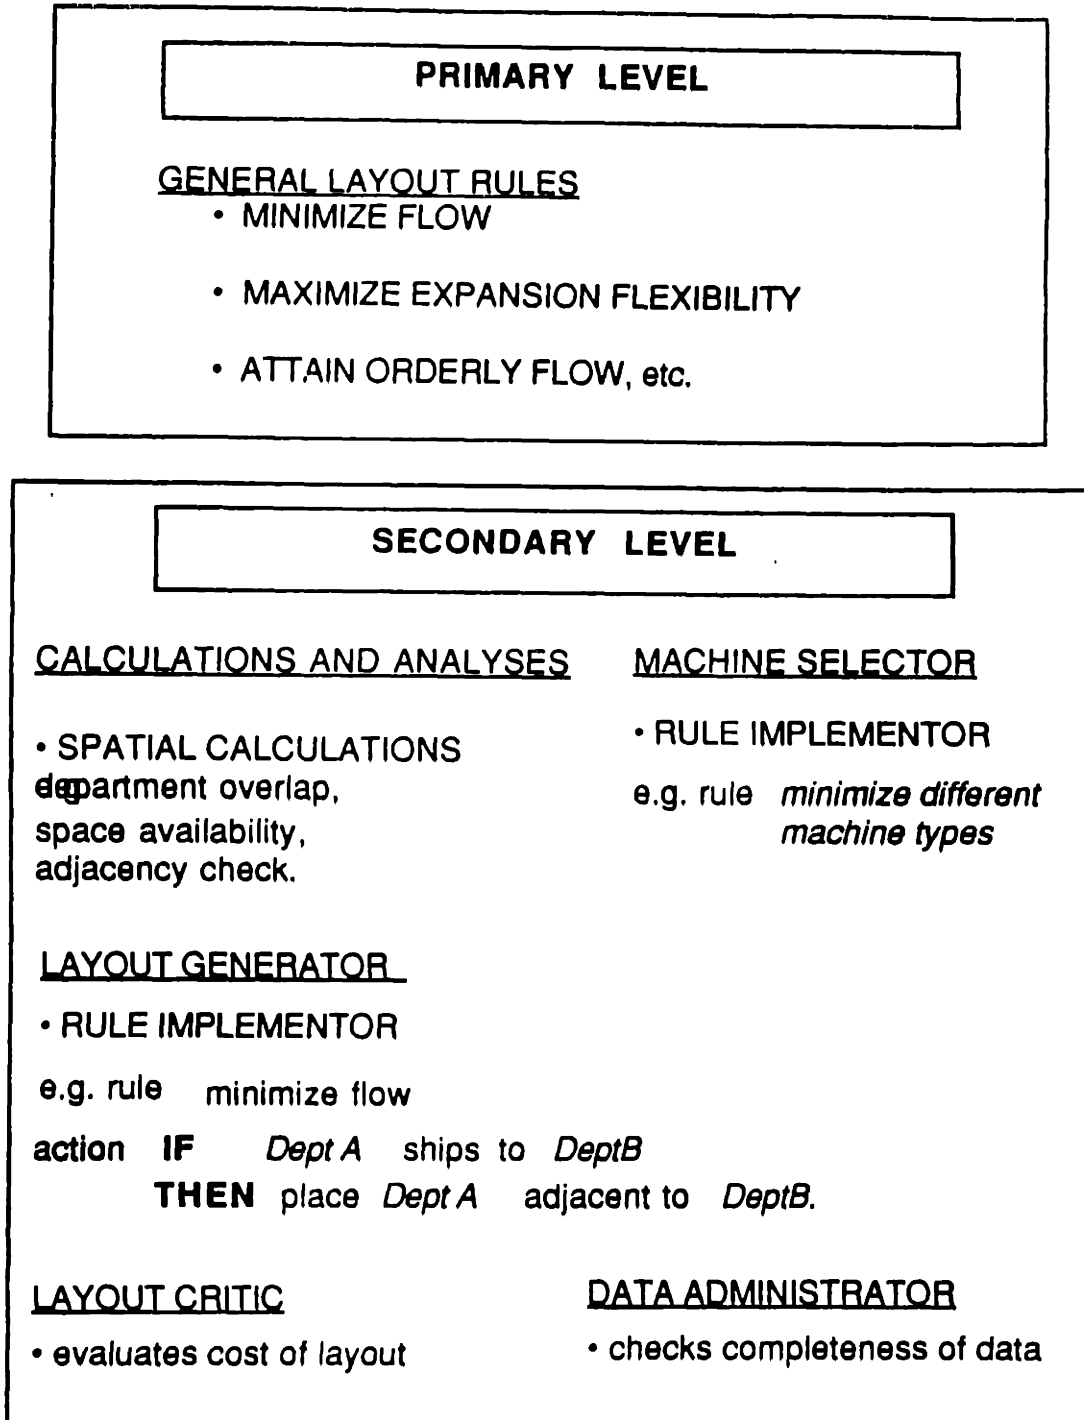 PRIMARY LEVEL
GENERAL LAYOUT RULES
• MINIMIZE FLOW
• MAXIMIZE EXPANSION FLEXIBILITY
• ATTAIN ORDERLY FLOW, etc.
SECONDARY LEVEL
CALCULATIONS AND ANALYSES
• SPATIAL CALCULATIONS
department overlap,
space availability,
adjacency check.
MACHINE SELECTOR
• RULE IMPLEMENTOR
e.g. rule minimize different
machine types
LAYOUT GENERATOR
• RULE IMPLEMENTOR
e.g. rule minimize flow
action IF Dept A ships to DeptB
THEN place Dept A adjacent to DeptB.
LAYOUT CRITIC
• evaluates cost of layout
DATA ADMINISTRATOR
• checks completeness of data